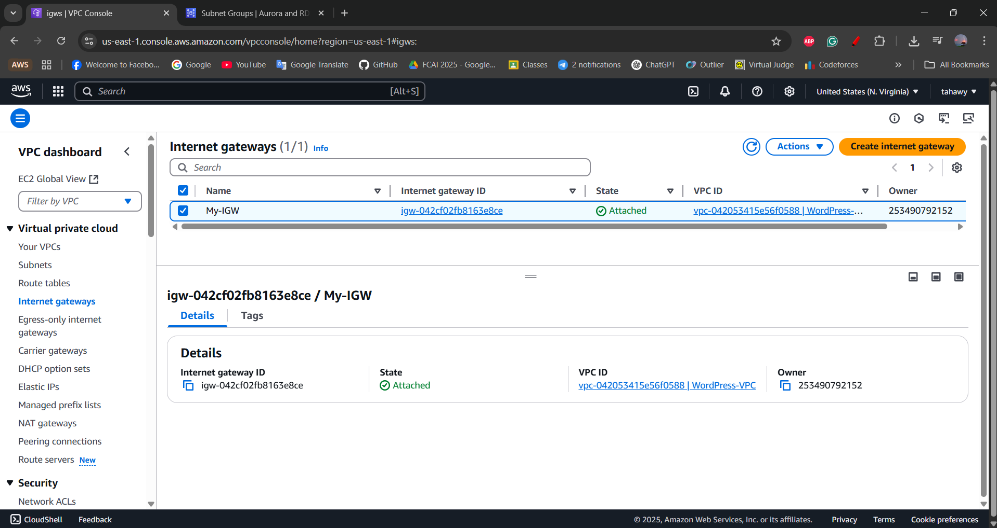 igws | VPC Console
Subnet Groups | Aurora and RD
us-east-1.console.aws.amazon.com/vpcconsole/home?region=us-east-1#igws:
AWS
Welcome to Facebo...
Google
YouTube
Google Translate
GitHub
FCAI 2025 - Google...
Classes
2 notifications
ChatGPT
Outlier
Virtual Judge
Codeforces
All Bookmarks
aws
Search
[Alt+S]
United States (N. Virginia)
tahawy
VPC dashboard
EC2 Global View
Filter by VPC
Virtual private cloud
Your VPCs
Subnets
Route tables
Internet gateways
Egress-only internet
gateways
Carrier gateways
DHCP option sets
Elastic IPs
Managed prefix lists
NAT gateways
Peering connections
Route servers New
Security
Network ACLs
Internet gateways (1/1) Info
Actions
Create internet gateway
Search
1
Name
Internet gateway ID
State
VPC ID
Owner
My-IGW
igw-042cf02fb8163e8ce
Attached
vpc-042053415e56f0588 | WordPress-...
253490792152
igw-042cf02fb8163e8ce / My-IGW
Details
Tags
Details
Internet gateway ID
igw-042cf02fb8163e8ce
State
Attached
VPC ID
vpc-042053415e56f0588 | WordPress-VPC
Owner
253490792152
CloudShell
Feedback
© 2025, Amazon Web Services, Inc. or its affiliates.
Privacy
Terms
Cookie preferences